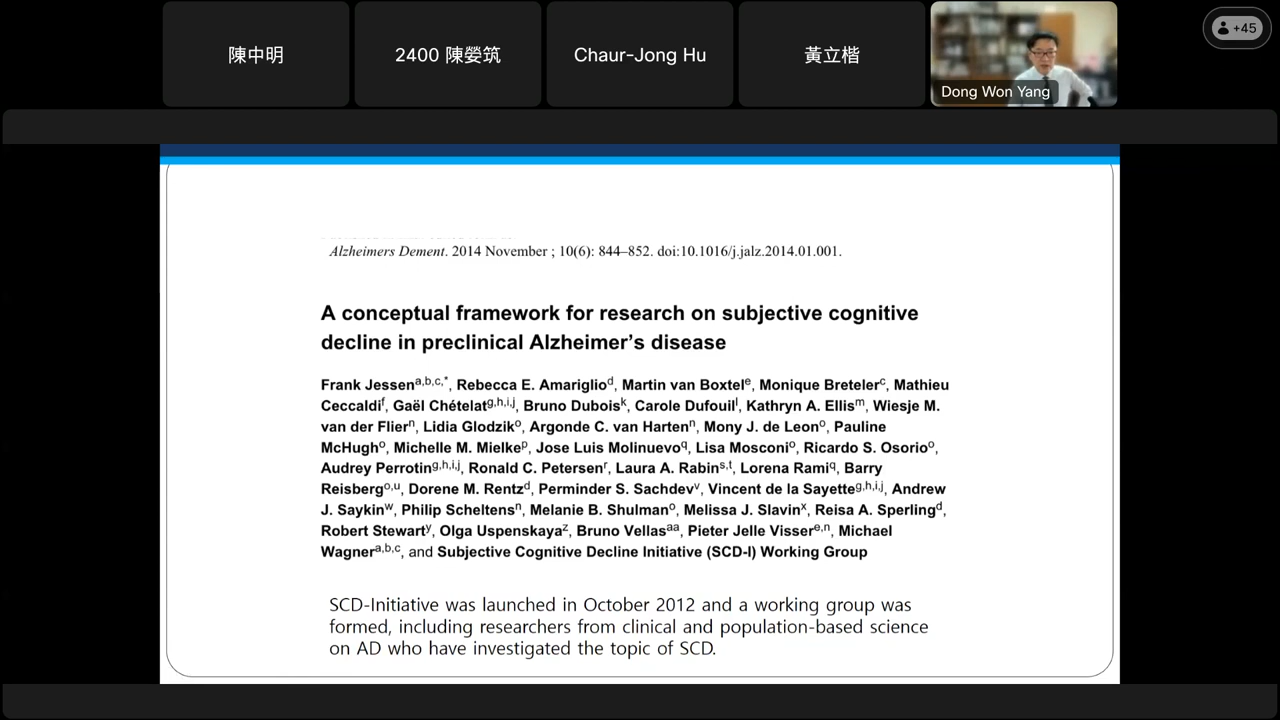 陳中明
2400 陳嫈筑
Chaur-Jong Hu
黃立楷
Dong Won Yang
+45
Alzheimers Dement. 2014 November ; 10(6): 844–852. doi:10.1016/j.jalz.2014.01.001.
A conceptual framework for research on subjective cognitive
decline in preclinical Alzheimer's disease
Frank Jessena,b,c,*, Rebecca E. Amarigliod, Martin van Boxtele, Monique Bretelerc, Mathieu
Ceccaldif, Gaël Chételatg,h,i,j, Bruno Duboisk, Carole Dufouill, Kathryn A. Ellism, Wiesje M.
van der Fliern, Lidia Glodziko, Argonde C. van Hartenn, Mony J. de Leono, Pauline
McHugho, Michelle M. Mielkep, Jose Luis Molinuevoq, Lisa Mosconio, Ricardo S. Osorioo,
Audrey Perroting,h,i,j, Ronald C. Petersenr, Laura A. Rabins,t, Lorena Ramiq, Barry
Reisbergo,u, Dorene M. Rentzd, Perminder S. Sachdevv, Vincent de la Sayetteg,h,i,j, Andrew
J. Saykinw, Philip Scheltensn, Melanie B. Shulmano, Melissa J. Slavinx, Reisa A. Sperlingd,
Robert Stewarty, Olga Uspenskayaz, Bruno Vellasaa, Pieter Jelle Vissere,n, Michael
Wagnera,b,c, and Subjective Cognitive Decline Initiative (SCD-I) Working Group
SCD-Initiative was launched in October 2012 and a working group was
formed, including researchers from clinical and population-based science
on AD who have investigated the topic of SCD.